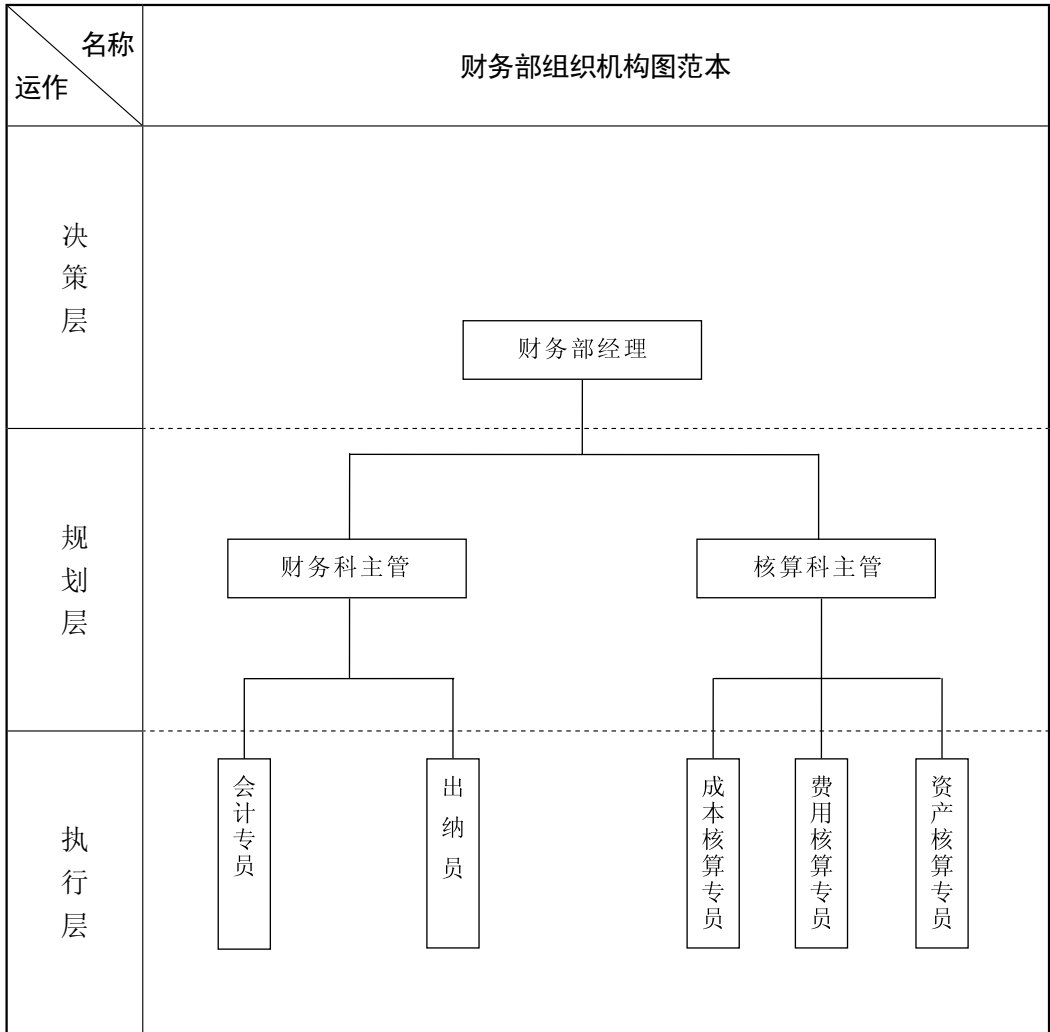 名称
运作
财务部组织机构图范本
决策层
财务部经理
规划层
财务科主管
核算科主管
执行层
会计专员
出纳员
成本核算专员
费用核算专员
资产核算专员